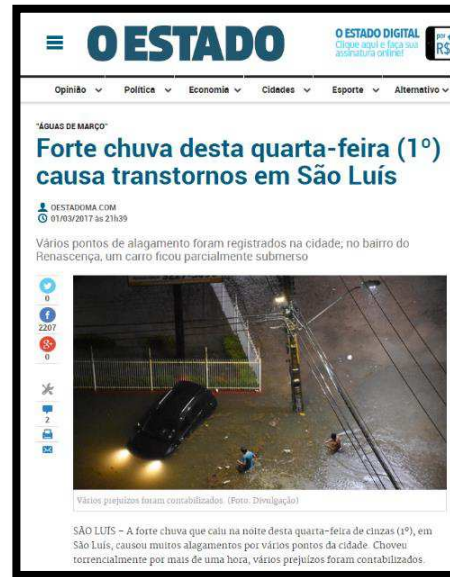 O ESTADO
O ESTADO DIGITAL
Clique aqui e faça sua
assinatura online!
por
R$
Opinião
Política
Economia
Cidades
Esporte
Alternativo
"ÁGUAS DE MARÇO"
Forte chuva desta quarta-feira (1º)
causa transtornos em São Luís
OESTADOMA.COM
01/03/2017 às 21h39
Vários pontos de alagamento foram registrados na cidade; no bairro do
Renascença, um carro ficou parcialmente submerso
0
2207
0
2
Vários prejuízos foram contabilizados. (Foto: Divulgação)
SÃO LUÍS - A forte chuva que caiu na noite desta quarta-feira de cinzas (1º), em
São Luís, causou muitos alagamentos por vários pontos da cidade. Choveu
torrencialmente por mais de uma hora, vários prejuízos foram contabilizados.